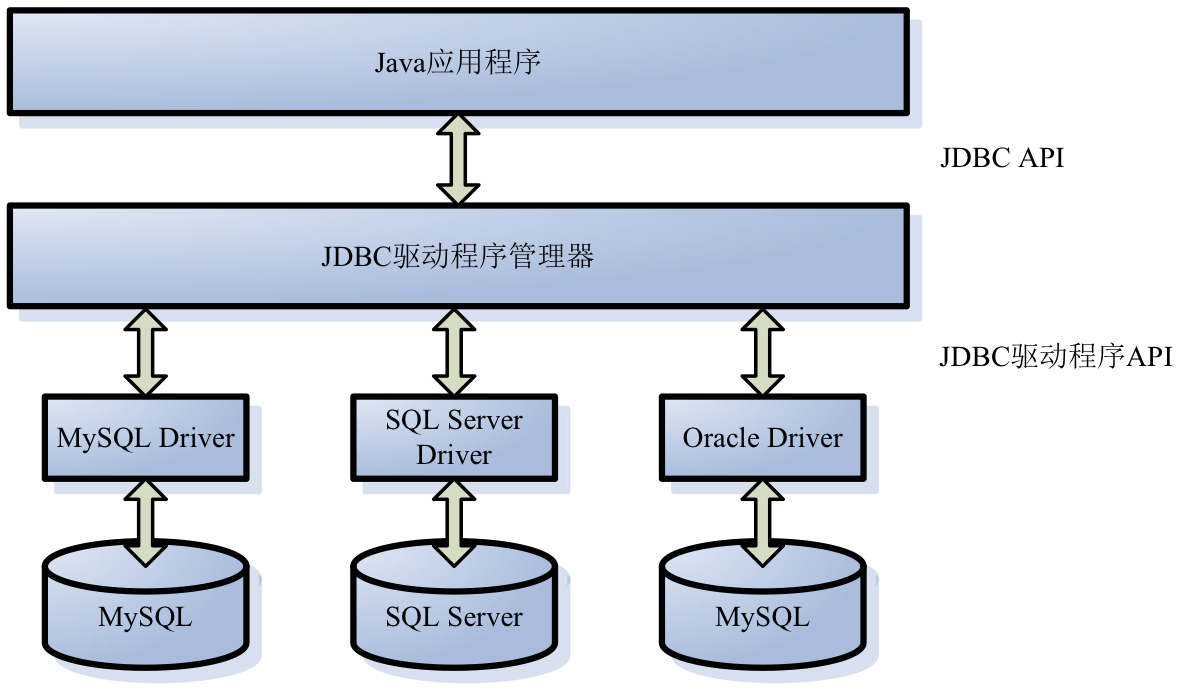 Java应用程序
JDBC API
JDBC驱动程序管理器
JDBC驱动程序API
MySQL Driver
SQL Server
Driver
Oracle Driver
MySQL
SQL Server
MySQL